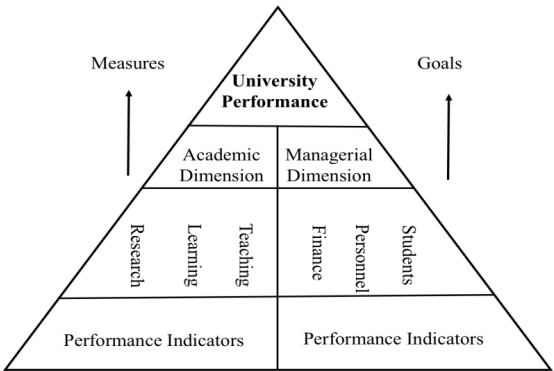 Measures
Goals
University
Performance
Academic
Dimension
Managerial
Dimension
Research
Learning
Teaching
Finance
Personnel
Students
Performance Indicators
Performance Indicators